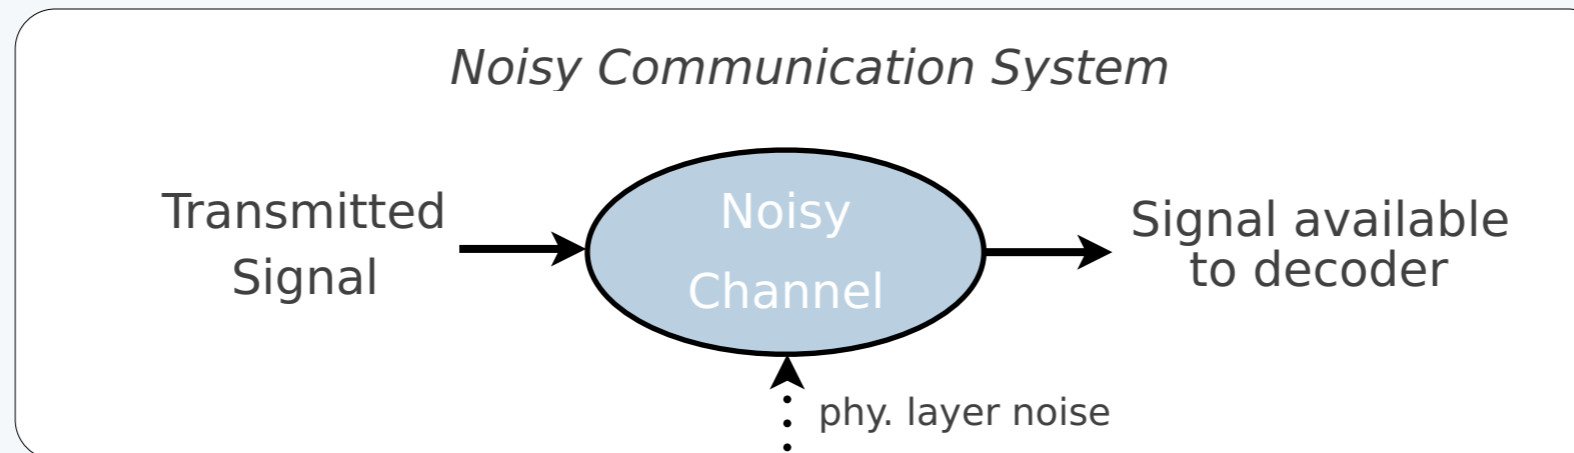 Noisy Communication System
Transmitted
Signal
Noisy
Channel
Signal available
to decoder
phy. layer noise